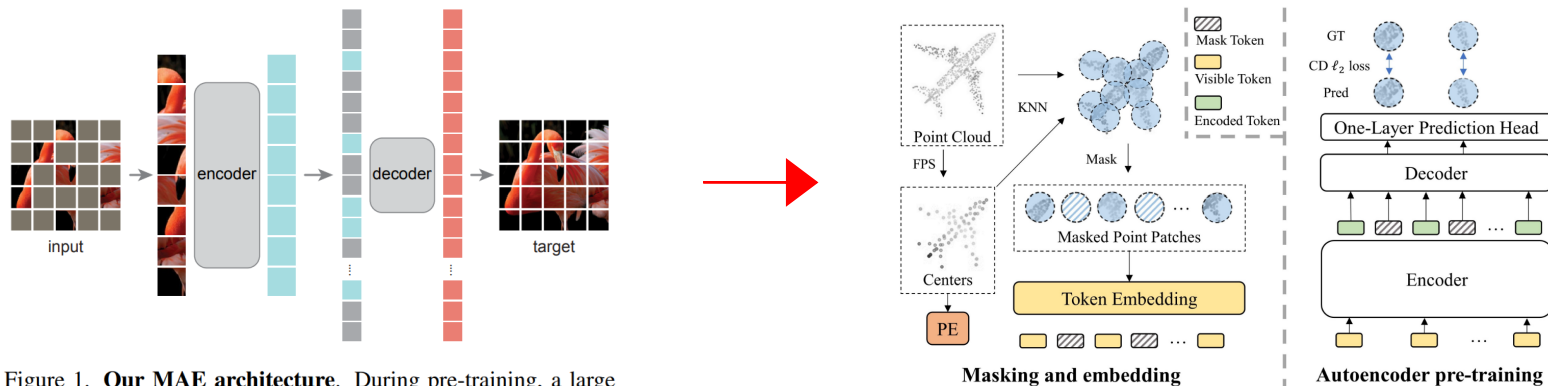 input
encoder
decoder
target
Figure 1. Our MAE architecture. During pre-training, a large
Point Cloud
KNN
FPS
Mask
Centers
Masked Point Patches
...
Token Embedding
PE
...
Masking and embedding
Mask Token
Visible Token
Encoded Token
GT
CD ℓ₂ loss
Pred
One-Layer Prediction Head
Decoder
...
Encoder
...
Autoencoder pre-training